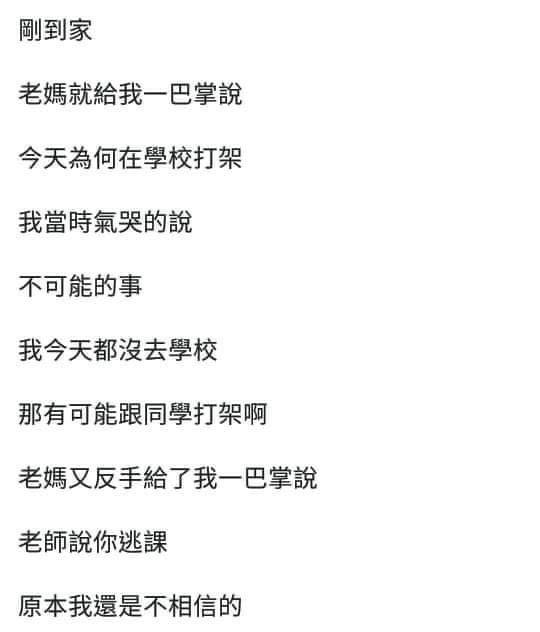 剛到家
老媽就給我一巴掌說
今天為何在學校打架
我當時氣哭的說
不可能的事
我今天都沒去學校
那有可能跟同學打架啊
老媽又反手給了我一巴掌說
老師說你逃課
原本我還是不相信的